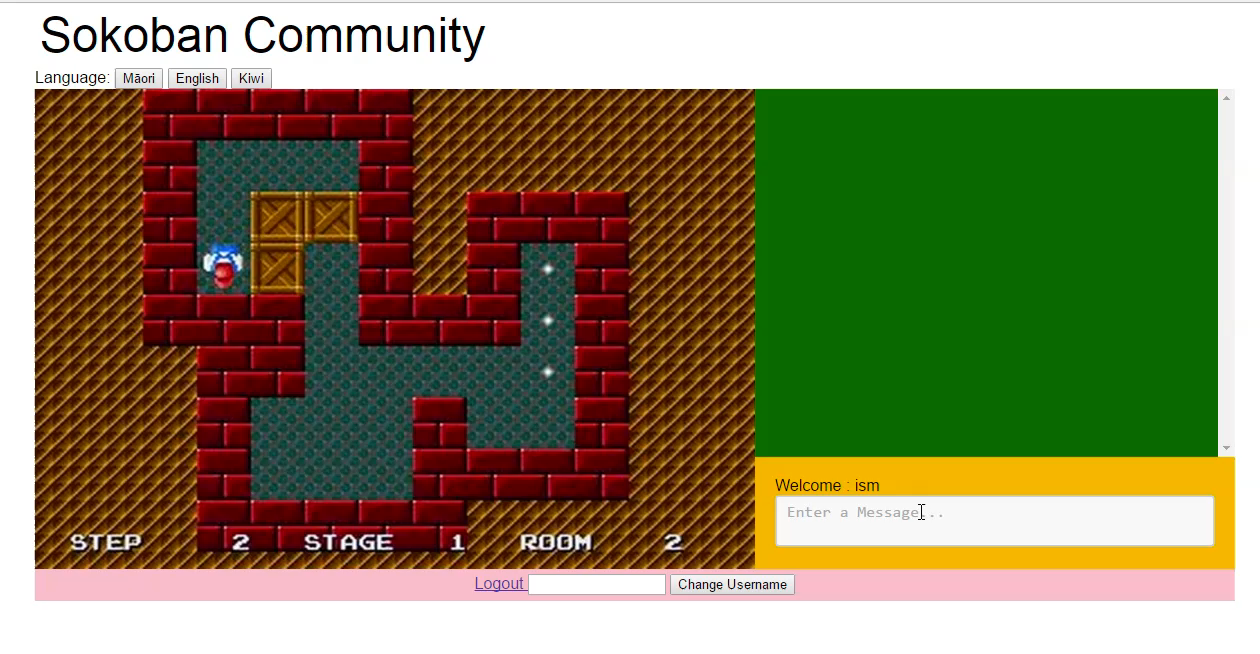 Sokoban Community
Language: Māori English Kiwi
STEP 2 STAGE 1 ROOM 2
Welcome : ism
Enter a Message...
Logout Change Username